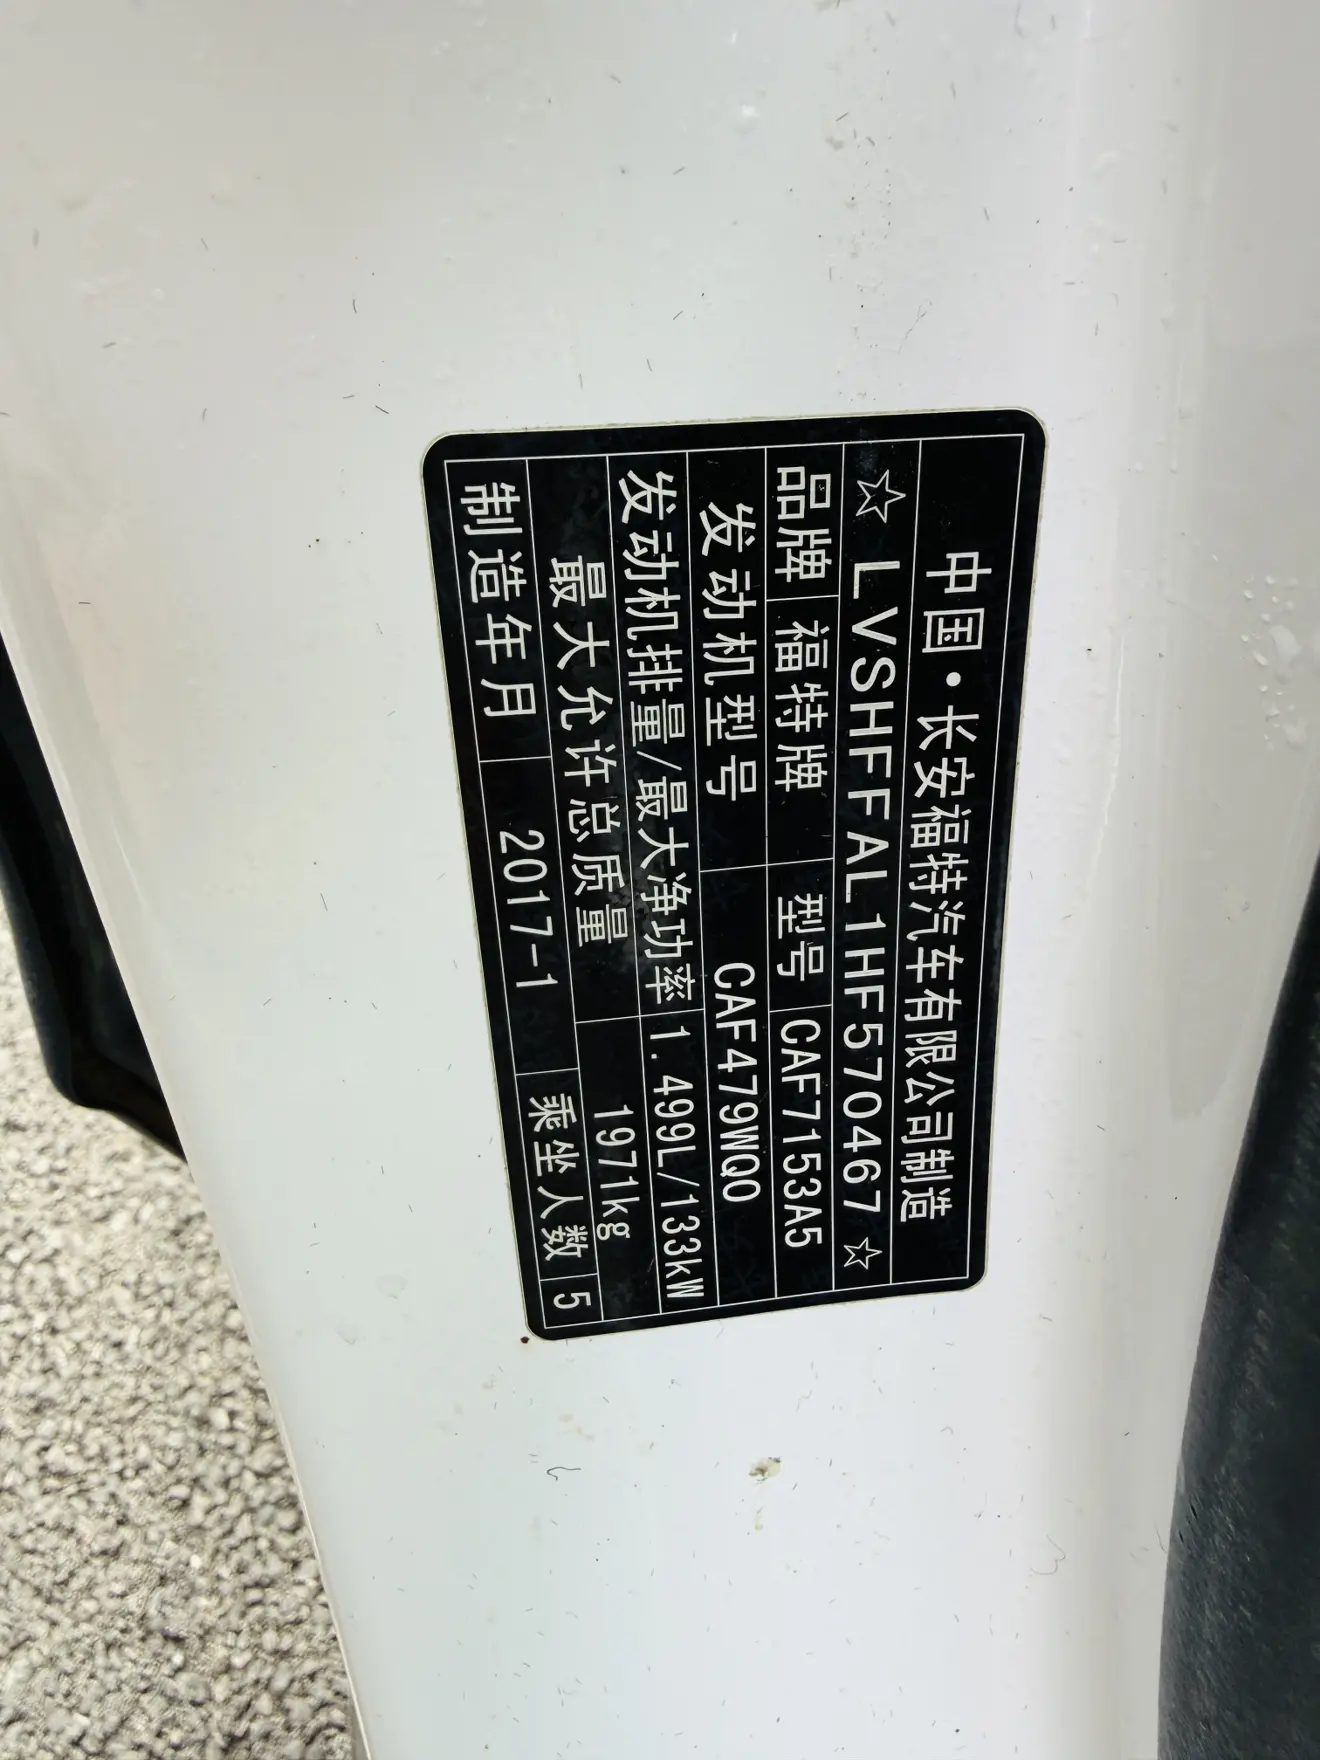 中国·长安福特汽车有限公司制造
☆ LVSHFFAL1HF570467 ☆
品牌 福特牌 型号 CAF7153A5
发动机型号 CAF479WQ0
发动机排量/最大净功率 1.499L/133kW
最大允许总质量 1971kg
制造年月 2017-1 乘坐人数 5